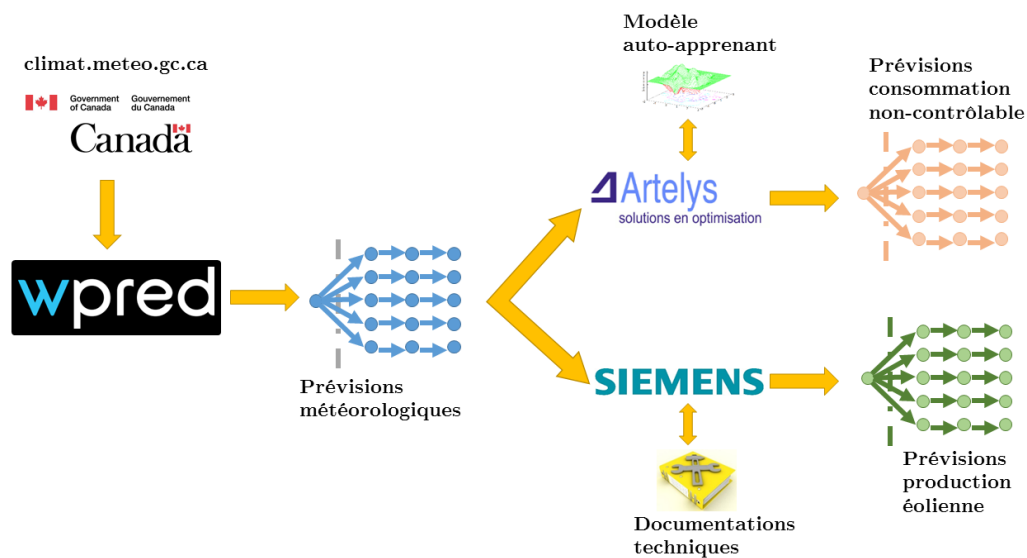 climat.meteo.gc.ca
Government
of Canada
Gouvernement
du Canada
Canada
wpred
Prévisions
météorologiques
Modèle
auto-apprenant
Artelys
solutions en optimisation
Prévisions
consommation
non-contrôlable
SIEMENS
Documentations
techniques
Prévisions
production
éolienne